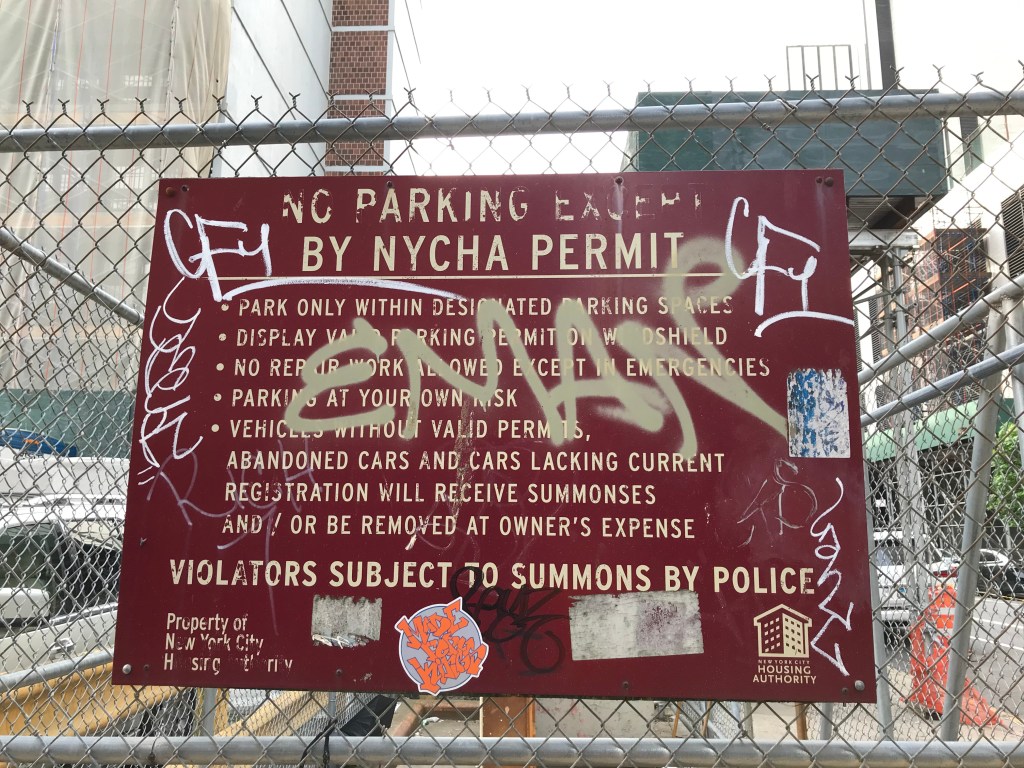 NO PARKING EXCEPT
BY NYCHA PERMIT
• PARK ONLY WITHIN DESIGNATED PARKING SPACES
• DISPLAY VALID PARKING PERMIT ON WINDSHIELD
• NO REPAIR WORK ALLOWED EXCEPT IN EMERGENCIES
• PARKING AT YOUR OWN RISK
• VEHICLES WITHOUT VALID PERMITS,
ABANDONED CARS AND CARS LACKING CURRENT
REGISTRATION WILL RECEIVE SUMMONSES
AND / OR BE REMOVED AT OWNER'S EXPENSE
VIOLATORS SUBJECT TO SUMMONS BY POLICE
Property of
New York City
Housing Authority
NEW YORK CITY
HOUSING
AUTHORITY